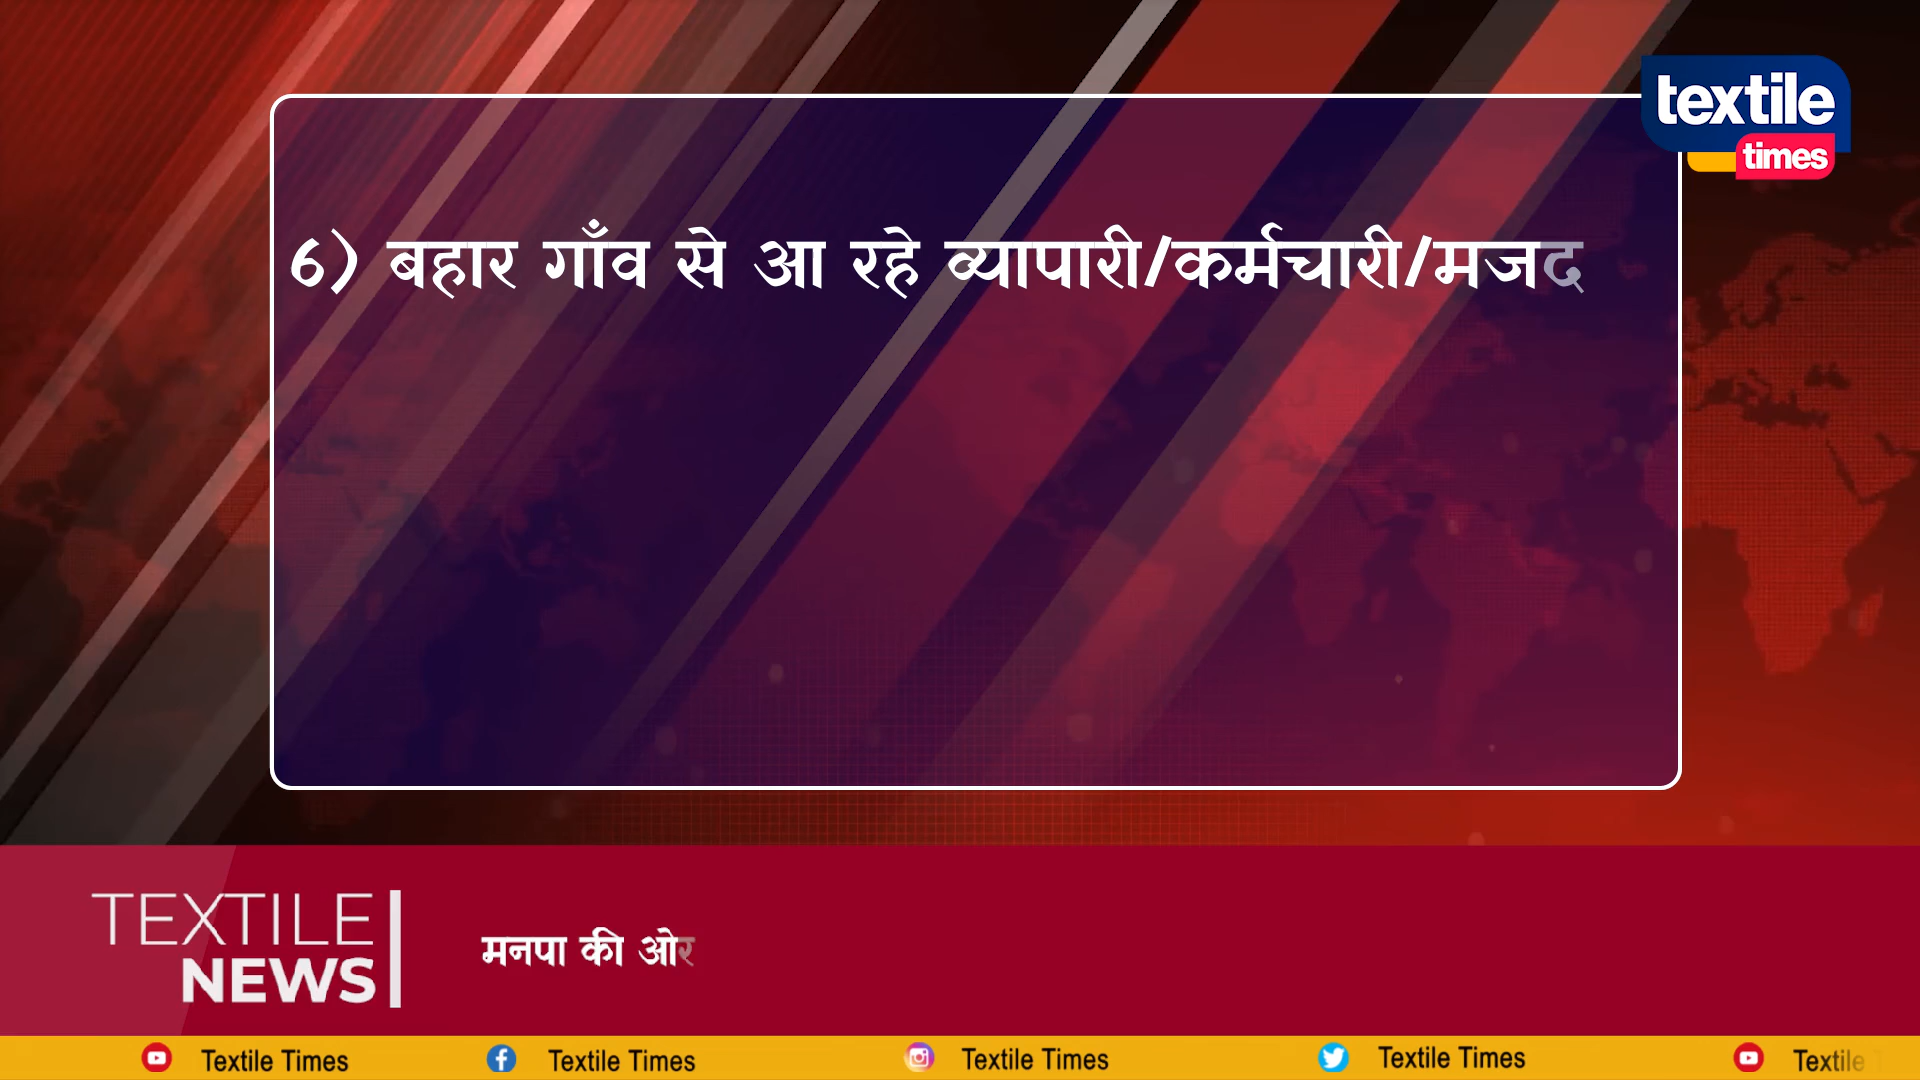 textile
times
6) बहार गाँव से आ रहे व्यापारी/कर्मचारी/मजद
TEXTILE
NEWS
मनपा की ओर
Textile Times Textile Times Textile Times Textile Times Textile